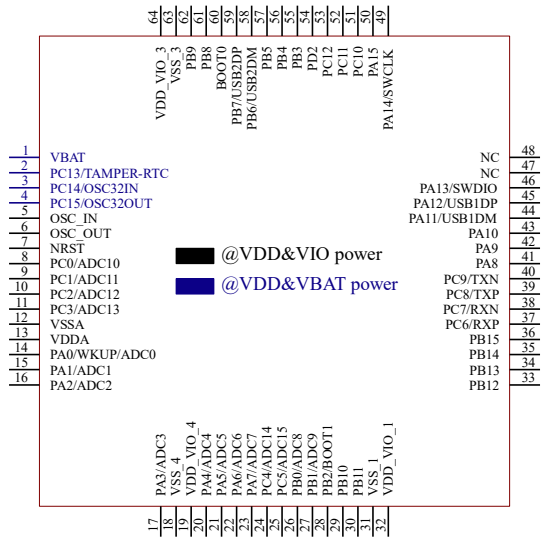 64
63
62
61
60
59
58
57
56
55
54
53
52
51
50
49
VDD_VIO_3
VSS_3
PB9
PB8
BOOT0
PB7/USB2DP
PB6/USB2DM
PB5
PB4
PB3
PD2
PC12
PC11
PC10
PA15
PA14/SWCLK
1 VBAT
2 PC13/TAMPER-RTC
3 PC14/OSC32IN
4 PC15/OSC32OUT
5 OSC_IN
6 OSC_OUT
7 NRST
8 PC0/ADC10
9 PC1/ADC11
10 PC2/ADC12
11 PC3/ADC13
12 VSSA
13 VDDA
14 PA0/WKUP/ADC0
15 PA1/ADC1
16 PA2/ADC2
@VDD&VIO power
@VDD&VBAT power
NC 48
NC 47
PA13/SWDIO 46
PA12/USB1DP 45
PA11/USB1DM 44
PA10 43
PA9 42
PA8 41
PC9/TXN 40
PC8/TXP 39
PC7/RXN 38
PC6/RXP 37
PB15 36
PB14 35
PB13 34
PB12 33
PA3/ADC3
VSS_4
VDD_VIO_4
PA4/ADC4
PA5/ADC5
PA6/ADC6
PA7/ADC7
PC4/ADC14
PC5/ADC15
PB0/ADC8
PB1/ADC9
PB2/BOOT1
PB10
PB11
VSS_1
VDD_VIO_1
17
18
19
20
21
22
23
24
25
26
27
28
29
30
31
32